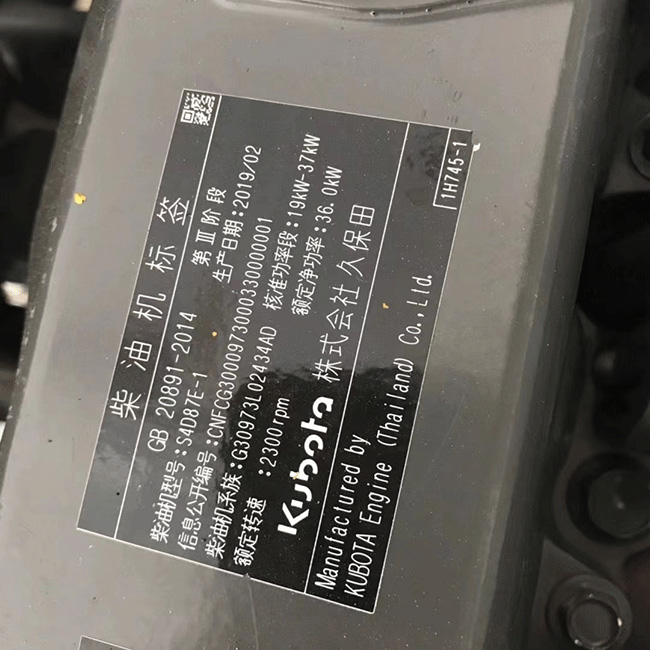 柴油机标签
GB 20891-2014 第Ⅲ阶段
柴油机型号:S4D87E-1 生产日期:2019/02
信息公开编号:CNFCG30009730003300000001
柴油机系族:G30973L02434AD 核准功率段:19kW-37kW
额定转速:2300rpm 额定净功率:36.0kW
Kubota 株式会社 久保田
Manufactured by
KUBOTA Engine (Thailand) Co., Ltd.
1H745-1